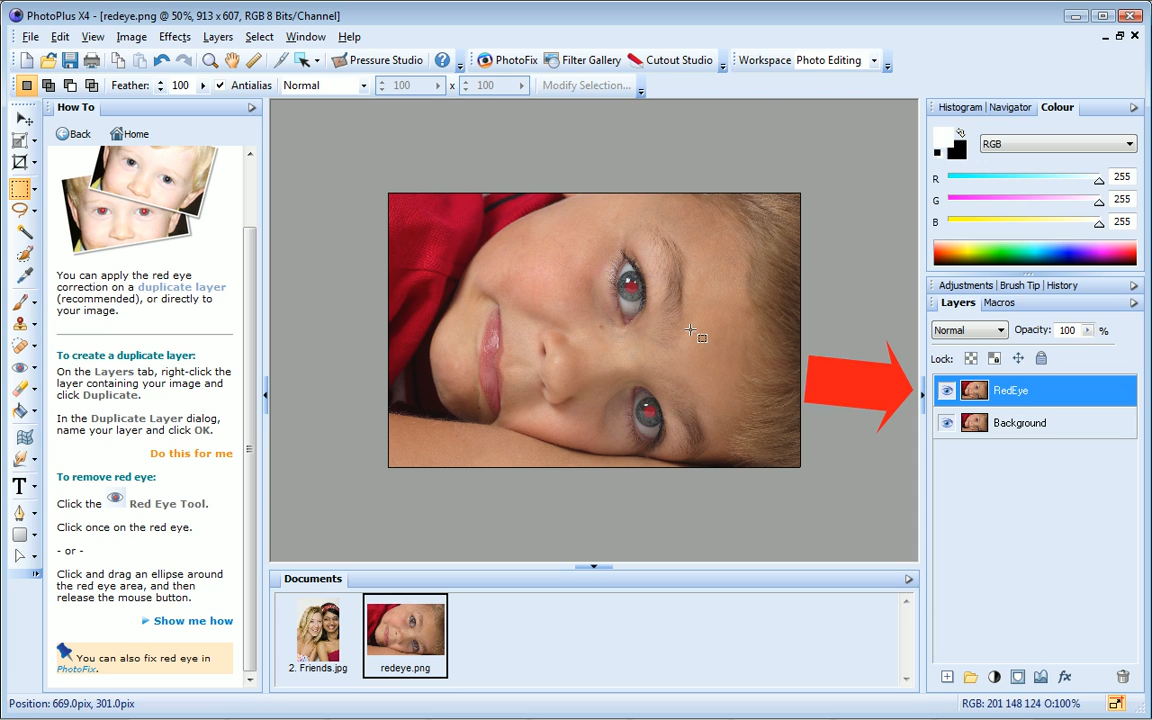 PhotoPlus X4 - [redeye.png @ 50%, 913 x 607, RGB 8 Bits/Channel]
File Edit View Image Effects Layers Select Window Help
Pressure Studio PhotoFix Filter Gallery Cutout Studio Workspace Photo Editing
Feather: 100 Antialias Normal 100 x 100 Modify Selection...
How To
Back Home
You can apply the red eye
correction on a duplicate layer
(recommended), or directly to
your image.
To create a duplicate layer:
On the Layers tab, right-click the
layer containing your image and
click Duplicate.
In the Duplicate Layer dialog,
name your layer and click OK.
Do this for me
To remove red eye:
Click the Red Eye Tool.
Click once on the red eye.
- or -
Click and drag an ellipse around
the red eye area, and then
release the mouse button.
Show me how
You can also fix red eye in
PhotoFix.
Documents
2. Friends.jpg
redeye.png
Histogram Navigator Colour
RGB
R 255
G 255
B 255
Adjustments Brush Tip History
Layers Macros
Normal Opacity: 100 %
Lock:
RedEye
Background
fx
Position: 669.0pix, 301.0pix
RGB: 201 148 124 O:100%